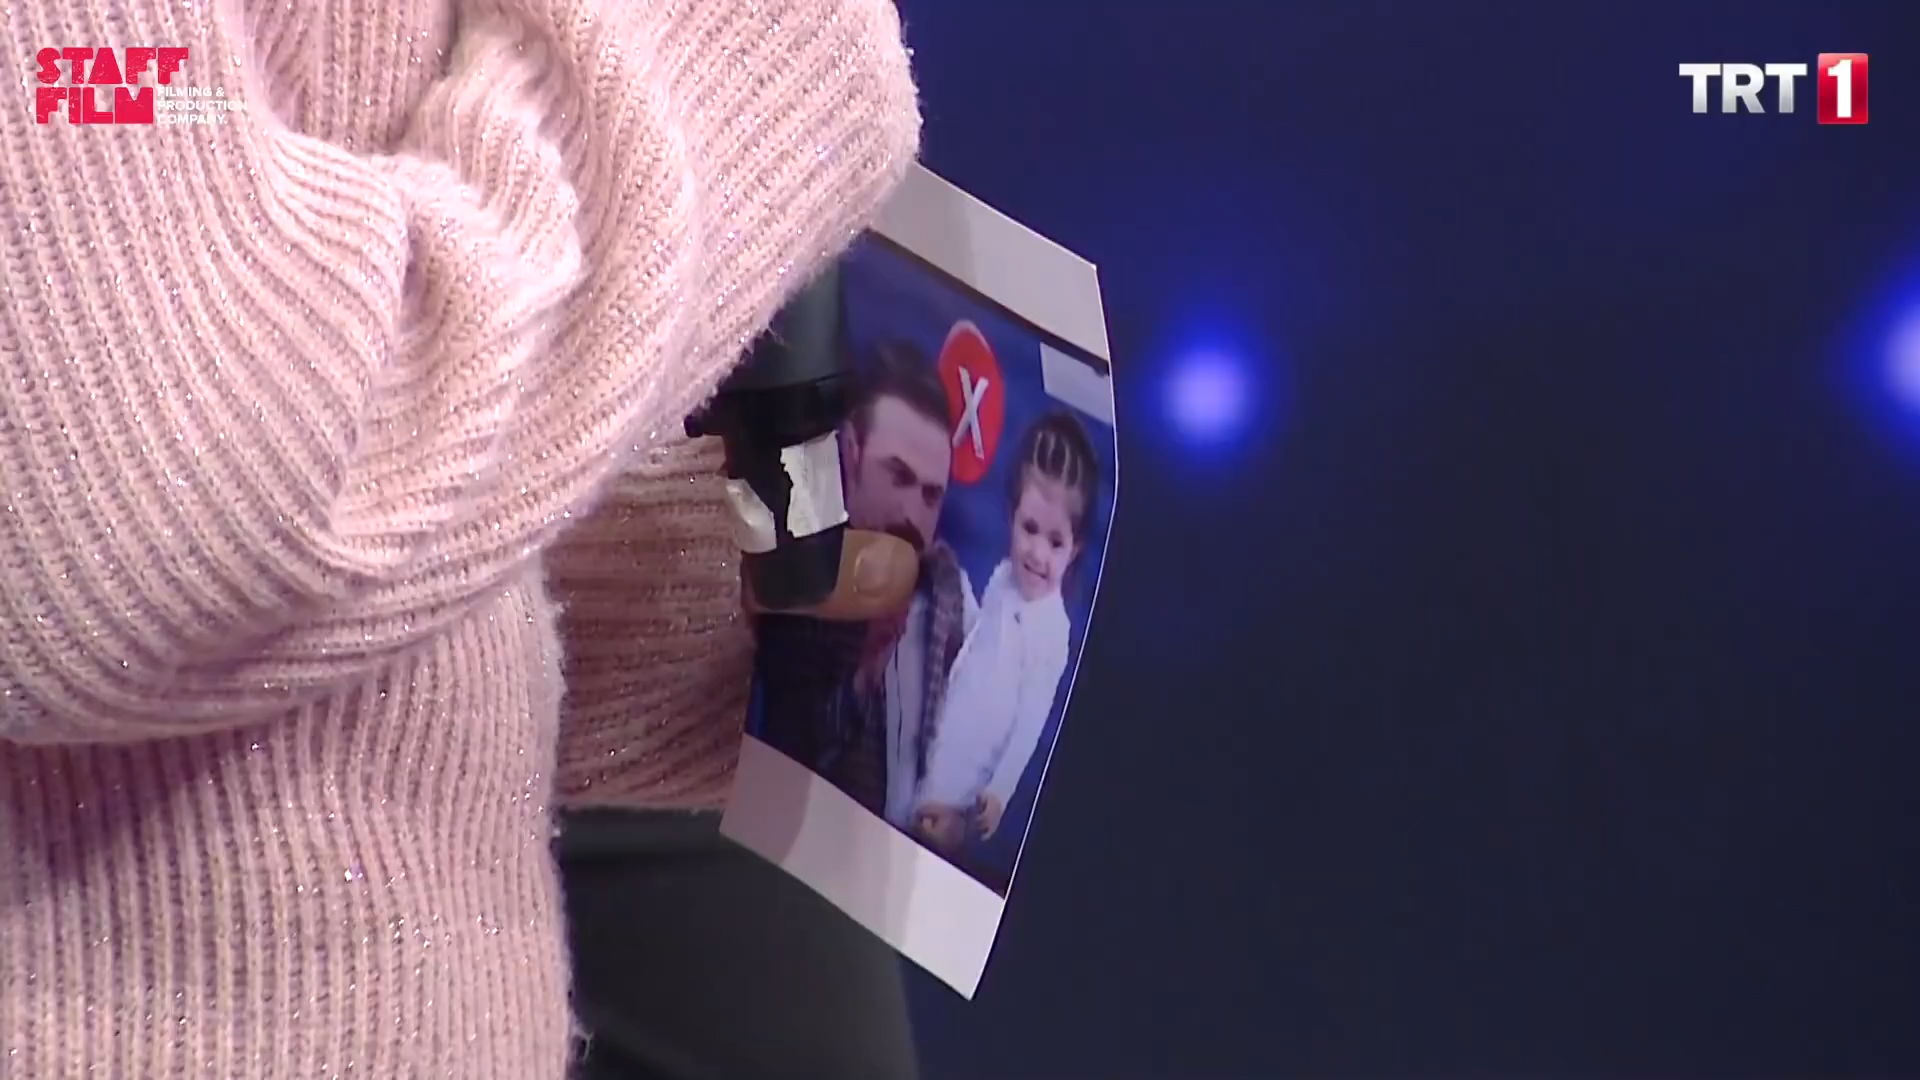 STAFF
FILM
FILMING &
PRODUCTION
COMPANY.
TRT 1
X